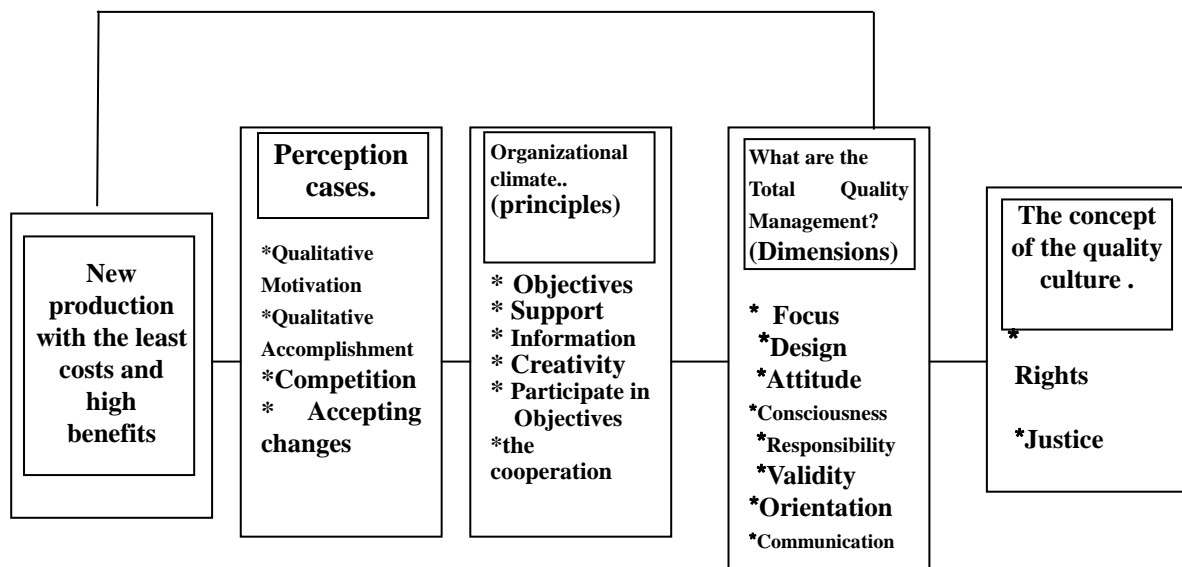 New
production
with the least
costs and
high
benefits
Perception
cases.
*Qualitative
Motivation
*Qualitative
Accomplishment
*Competition
* Accepting
changes
Organizational
climate..
(principles)
* Objectives
* Support
* Information
* Creativity
* Participate in
Objectives
*the
cooperation
What are the
Total Quality
Management?
(Dimensions)
* Focus
*Design
*Attitude
*Consciousness
*Responsibility
*Validity
*Orientation
*Communication
The concept
of the quality
culture .
*
Rights
*Justice